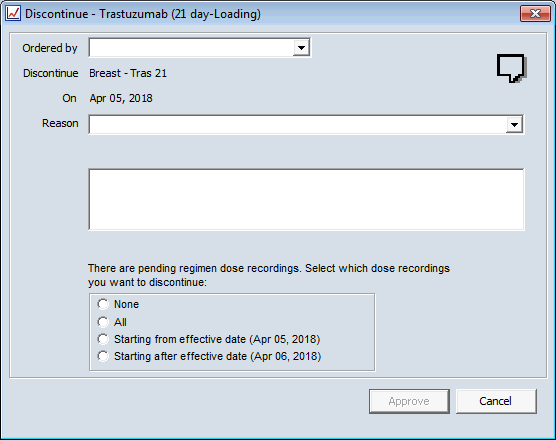 Discontinue - Trastuzumab (21 day-Loading)
Ordered by
Discontinue Breast - Tras 21
On Apr 05, 2018
Reason
There are pending regimen dose recordings. Select which dose recordings
you want to discontinue:
None
All
Starting from effective date (Apr 05, 2018)
Starting after effective date (Apr 06, 2018)
Approve Cancel